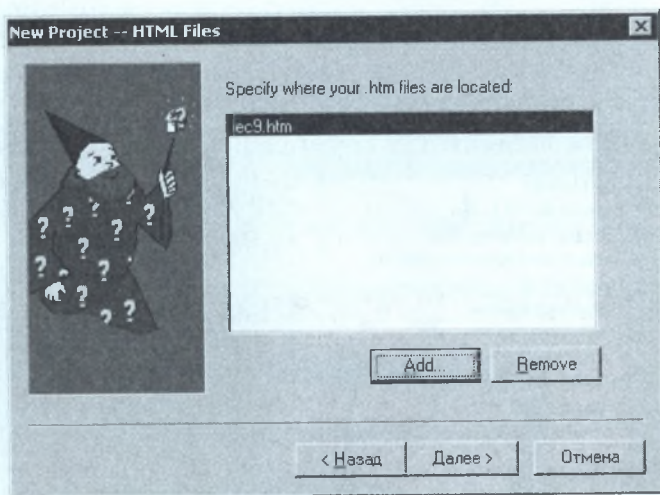 New Project -- HTML Files
Specify where your .htm files are located:
lec9.htm
Add... Remove
< Назад Далее > Отмена